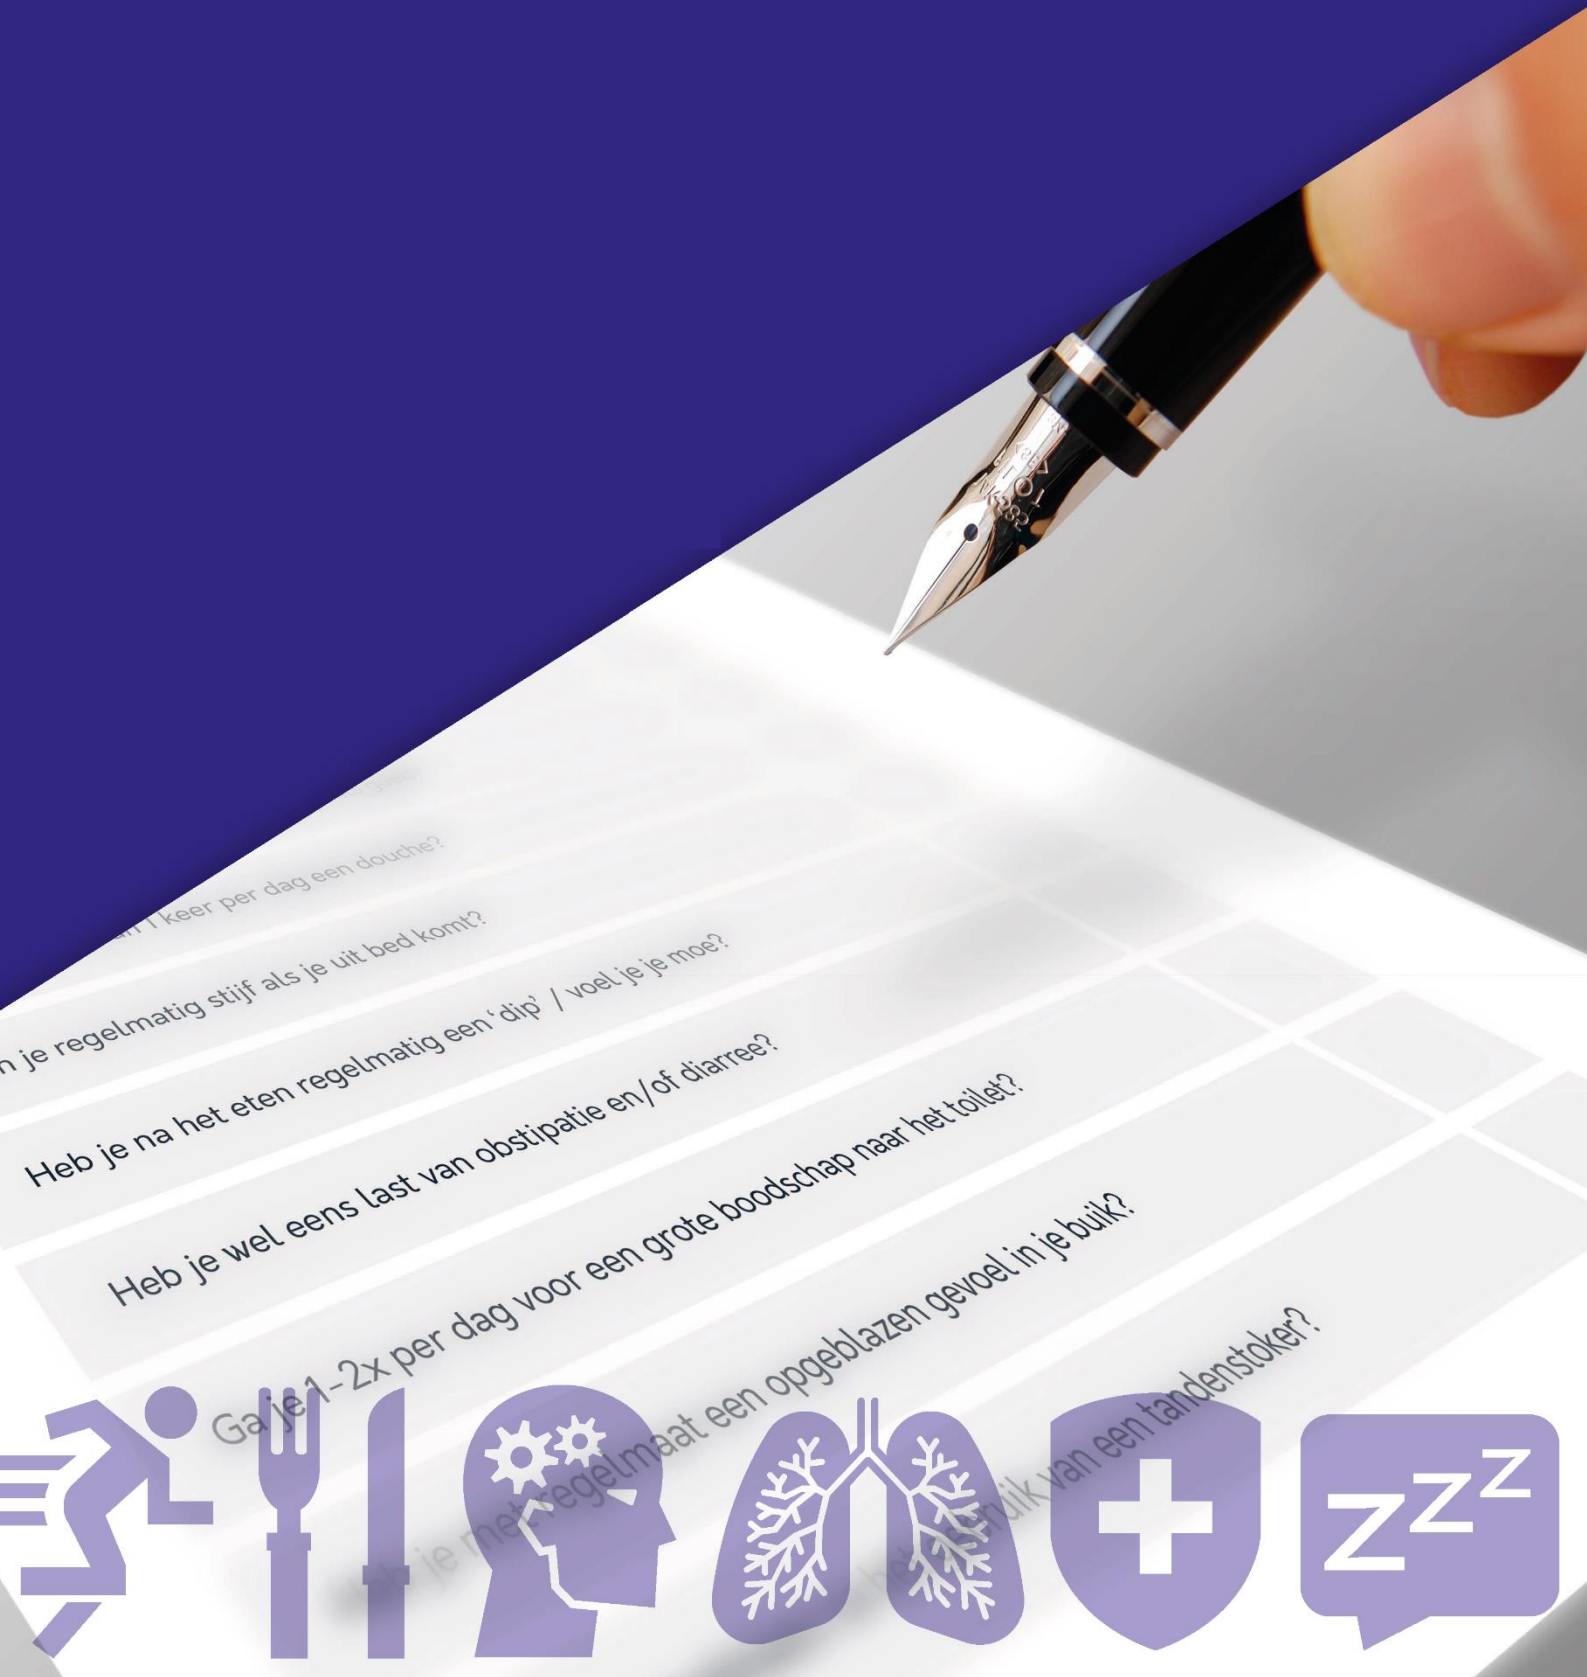 keer per dag een douche?
je regelmatig stijf als je uit bed komt?
Heb je na het eten regelmatig een 'dip' / voel je je moe?
Heb je wel eens last van obstipatie en/of diarree?
Ga je 1-2x per dag voor een grote boodschap naar het toilet?
je met regelmaat een opgeblazen gevoel in je buik?
van een tandenstoker?
zzz